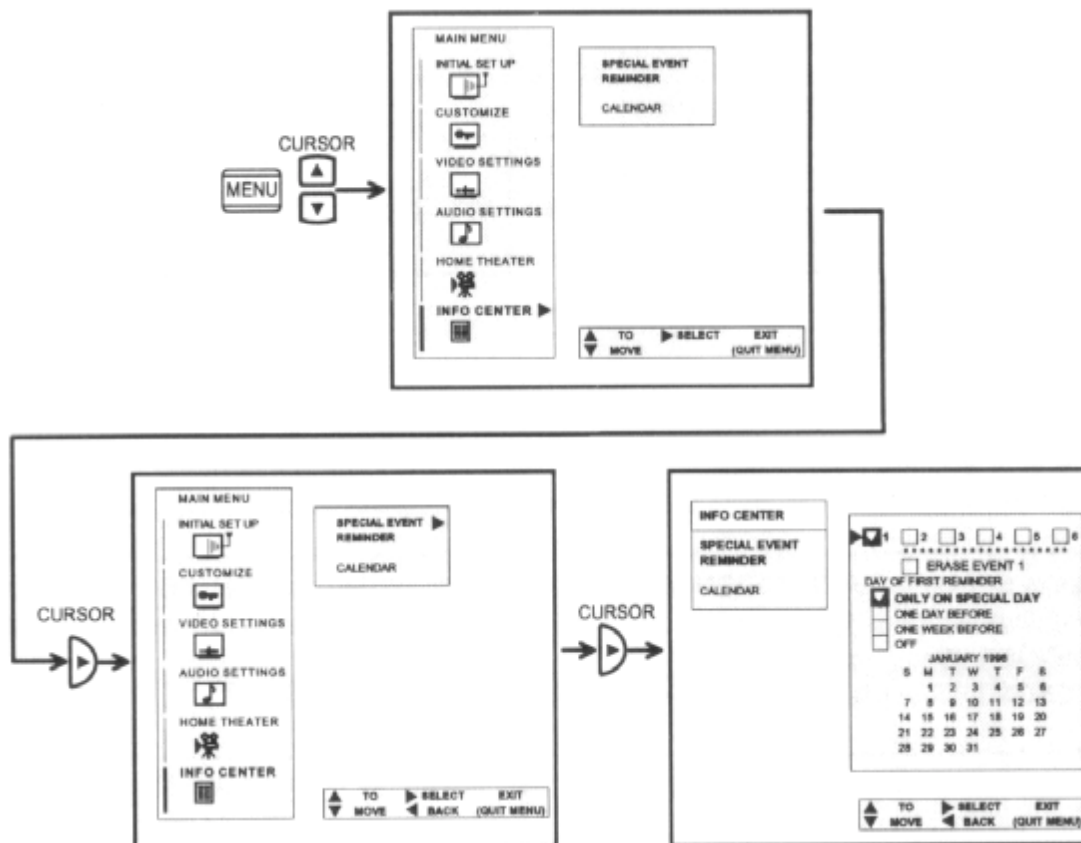 MAIN MENU
INITIAL SET UP
CUSTOMIZE
VIDEO SETTINGS
AUDIO SETTINGS
HOME THEATER
INFO CENTER
SPECIAL EVENT
REMINDER
CALENDAR
TO MOVE
SELECT
EXIT
(QUIT MENU)
CURSOR
MENU
CURSOR
MAIN MENU
INITIAL SET UP
CUSTOMIZE
VIDEO SETTINGS
AUDIO SETTINGS
HOME THEATER
INFO CENTER
SPECIAL EVENT
REMINDER
CALENDAR
TO SELECT EXIT
MOVE BACK (QUIT MENU)
CURSOR
INFO CENTER
SPECIAL EVENT
REMINDER
CALENDAR
1 2 3 4 5 6
ERASE EVENT 1
DAY OF FIRST REMINDER
ONLY ON SPECIAL DAY
ONE DAY BEFORE
ONE WEEK BEFORE
OFF
JANUARY 1996
S M T W T F S
1 2 3 4 5 6
7 8 9 10 11 12 13
14 15 16 17 18 19 20
21 22 23 24 25 26 27
28 29 30 31
TO SELECT EXIT
MOVE BACK (QUIT MENU)